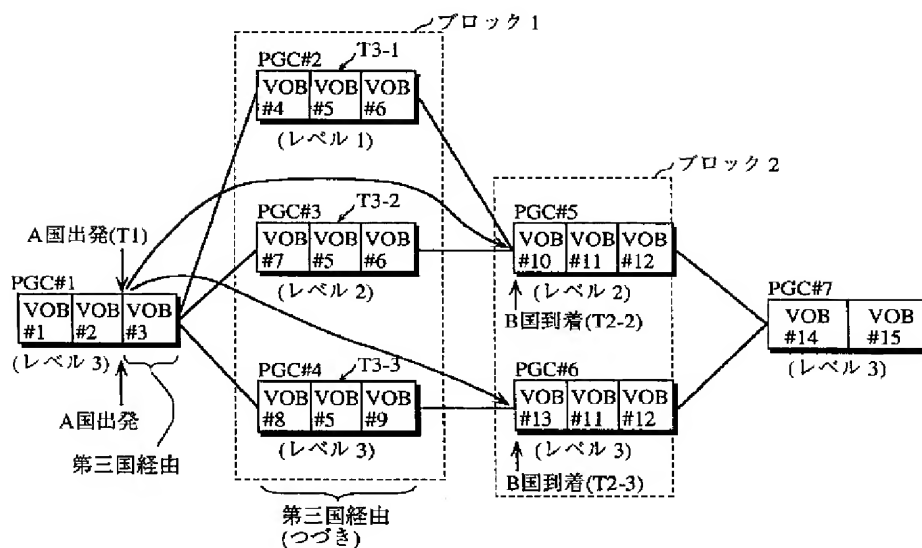 ブロック1
PGC#2
T3-1
VOB #4
VOB #5
VOB #6
(レベル1)
ブロック2
PGC#3
T3-2
VOB #7
VOB #5
VOB #6
(レベル2)
PGC#5
VOB #10
VOB #11
VOB #12
(レベル2)
B国到着(T2-2)
A国出発(T1)
PGC#1
VOB #1
VOB #2
VOB #3
(レベル3)
A国出発
第三国経由
PGC#7
VOB #14
VOB #15
(レベル3)
PGC#4
T3-3
VOB #8
VOB #5
VOB #9
(レベル3)
PGC#6
VOB #13
VOB #11
VOB #12
(レベル3)
B国到着(T2-3)
第三国経由
(つづき)